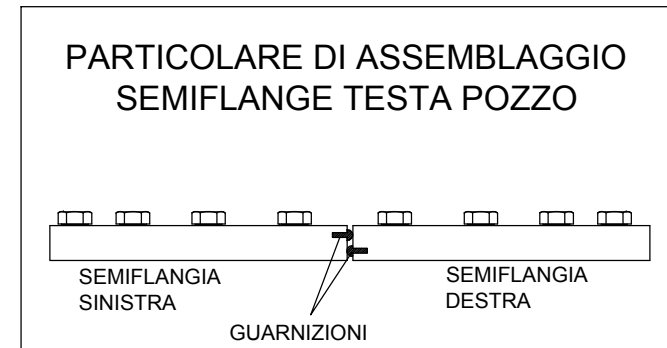 PARTICOLARE DI ASSEMBLAGGIO
SEMIFLANGE TESTA POZZO
SEMIFLANGIA
SINISTRA
SEMIFLANGIA
DESTRA
GUARNIZIONI